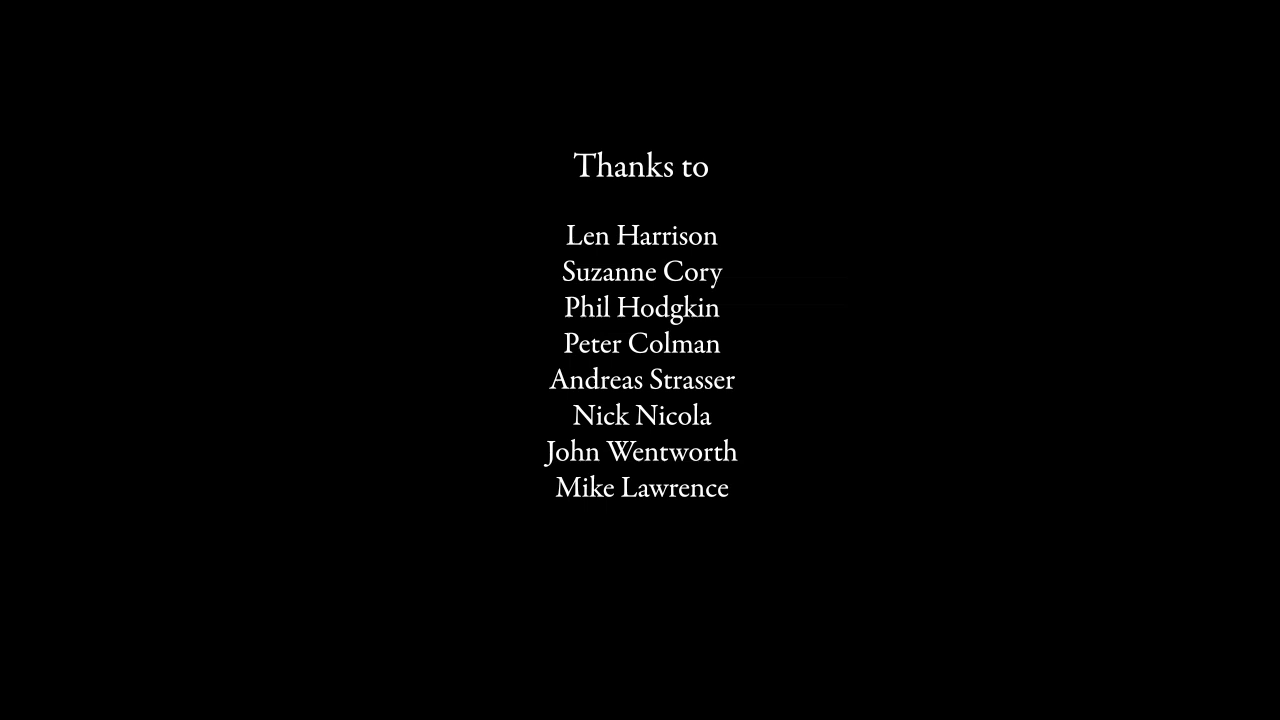 Thanks to
Len Harrison
Suzanne Cory
Phil Hodgkin
Peter Colman
Andreas Strasser
Nick Nicola
John Wentworth
Mike Lawrence